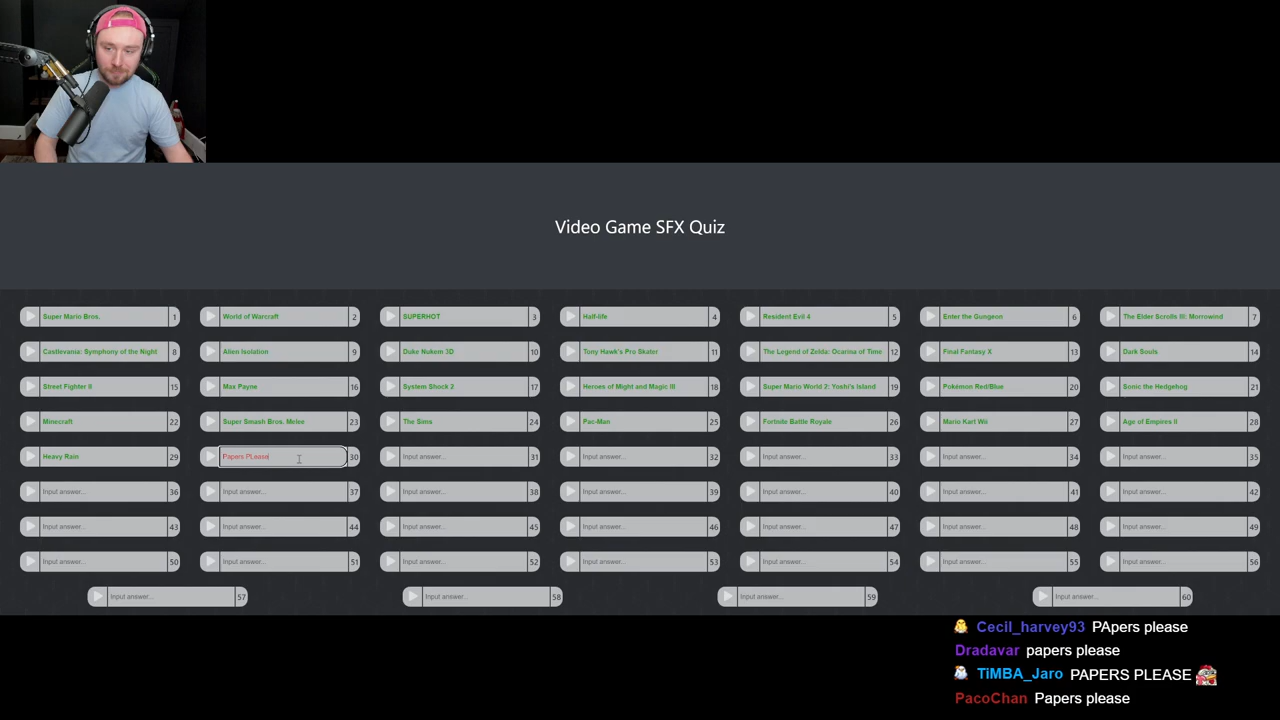 Video Game SFX Quiz
Super Mario Bros. 1
World of Warcraft 2
SUPERHOT 3
Half-life 4
Resident Evil 4 5
Enter the Gungeon 6
The Elder Scrolls III: Morrowind 7
Castlevania: Symphony of the Night 8
Alien Isolation 9
Duke Nukem 3D 10
Tony Hawk's Pro Skater 11
The Legend of Zelda: Ocarina of Time 12
Final Fantasy X 13
Dark Souls 14
Street Fighter II 15
Max Payne 16
System Shock 2 17
Heroes of Might and Magic III 18
Super Mario World 2: Yoshi's Island 19
Pokémon Red/Blue 20
Sonic the Hedgehog 21
Minecraft 22
Super Smash Bros. Melee 23
The Sims 24
Pac-Man 25
Fortnite Battle Royale 26
Mario Kart Wii 27
Age of Empires II 28
Heavy Rain 29
Papers PLease 30
Input answer... 31
Input answer... 32
Input answer... 33
Input answer... 34
Input answer... 35
Input answer... 36
Input answer... 37
Input answer... 38
Input answer... 39
Input answer... 40
Input answer... 41
Input answer... 42
Input answer... 43
Input answer... 44
Input answer... 45
Input answer... 46
Input answer... 47
Input answer... 48
Input answer... 49
Input answer... 50
Input answer... 51
Input answer... 52
Input answer... 53
Input answer... 54
Input answer... 55
Input answer... 56
Input answer... 57
Input answer... 58
Input answer... 59
Input answer... 60
Cecil_harvey93 PApers please
Dradavar papers please
TiMBA_Jaro PAPERS PLEASE
PacoChan Papers please